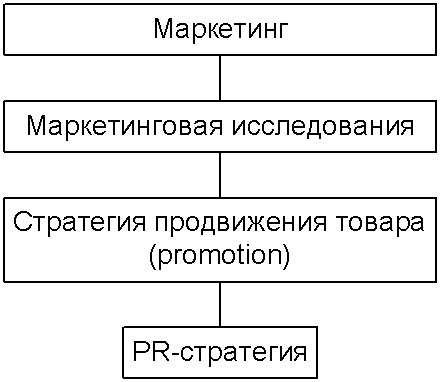 Маркетинг
Маркетинговая исследования
Стратегия продвижения товара
(promotion)
PR-стратегия